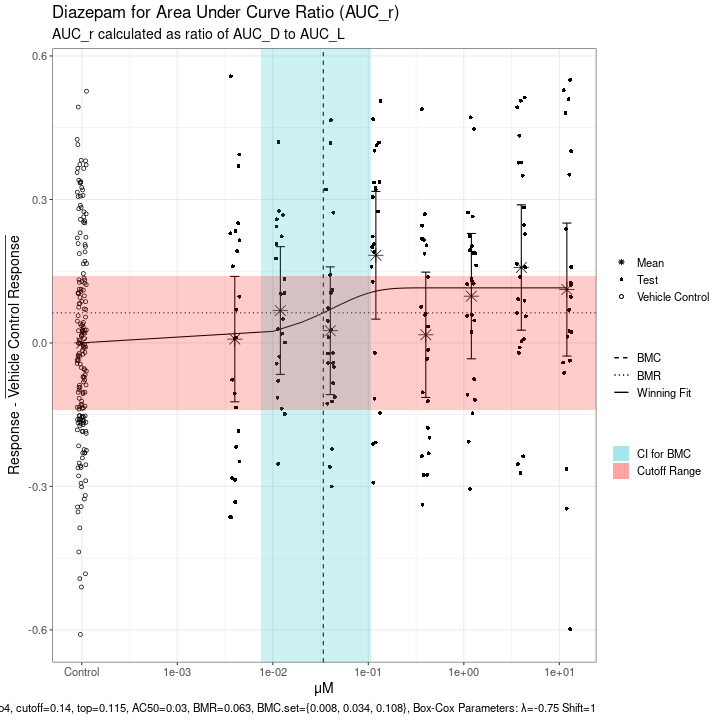 Diazepam for Area Under Curve Ratio (AUC_r)
AUC_r calculated as ratio of AUC_D to AUC_L
Response - Vehicle Control Response
0.6
0.3
0.0
-0.3
-0.6
Control 1e-03 1e-02 1e-01 1e+00 1e+01
μM
Mean
Test
Vehicle Control
BMC
BMR
Winning Fit
CI for BMC
Cutoff Range
cutoff=0.14, top=0.115, AC50=0.03, BMR=0.063, BMC.set={0.008, 0.034, 0.108}, Box-Cox Parameters: λ=-0.75 Shift=1